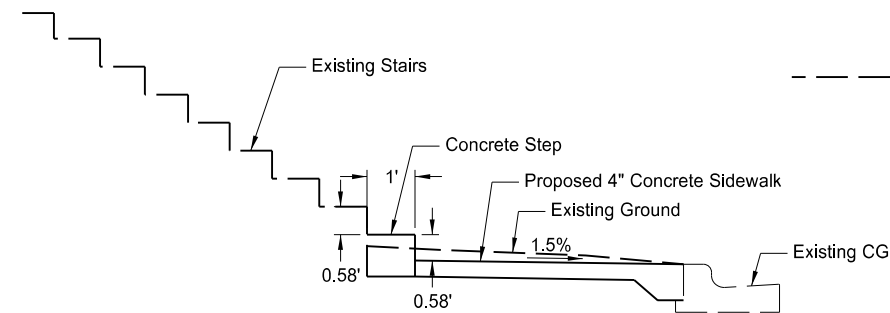 Existing Stairs
Concrete Step
1'
Proposed 4" Concrete Sidewalk
Existing Ground
1.5%
Existing CG
0.58'
0.58'